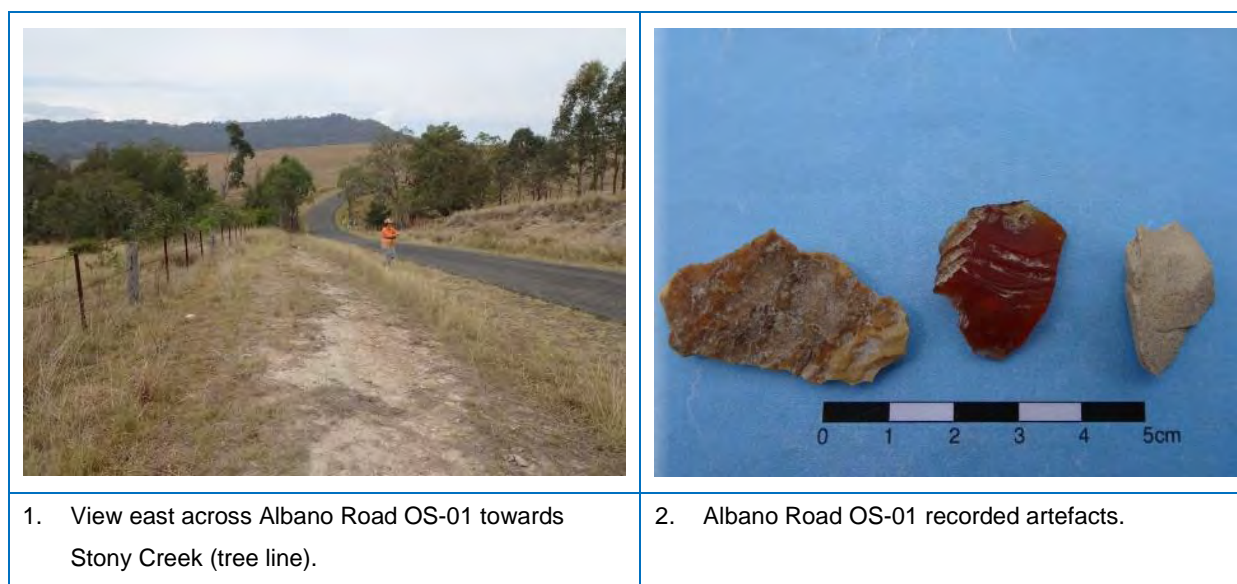 0 1 2 3 4 5cm
1. View east across Albano Road OS-01 towards
Stony Creek (tree line).
2. Albano Road OS-01 recorded artefacts.